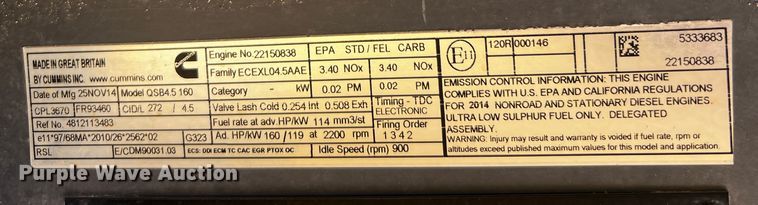 MADE IN GREAT BRITAIN
BY CUMMINS INC. www.cummins.com
Date of Mfg 25NOV14 Model QSB4.5 160
CPL3670 FR93460 CID/L 272 / 4.5
Ref No. 4812113483
e11*97/68MA*2010/26*2562*02 G323
RSL E/CDM90031.03
Cummins
Engine No. 22150838 EPA STD / FEL CARB
Family ECEXL04.5AAE 3.40 NOx 3.40 NOx
Category - kW 0.02 PM 0.02 PM
Valve Lash Cold 0.254 Int 0.508 Exh Timing - TDC
ELECTRONIC
Fuel rate at adv.HP/kW 114 mm3/st
Firing Order
Ad. HP/kW 160 / 119 at 2200 rpm 1 3 4 2
ECS: DDI ECM TC CAC EGR PTOX OC Idle Speed (rpm) 900
E11 120R 000146 5333683
22150838
EMISSION CONTROL INFORMATION: THIS ENGINE
COMPLIES WITH U.S. EPA AND CALIFORNIA REGULATIONS
FOR 2014 NONROAD AND STATIONARY DIESEL ENGINES.
ULTRA LOW SULPHUR FUEL ONLY. DELEGATED
ASSEMBLY.
WARNING: Injury may result and warranty is voided if fuel rate, rpm or
altitudes exceed published maximum values for this model and application.
Purple Wave Auction